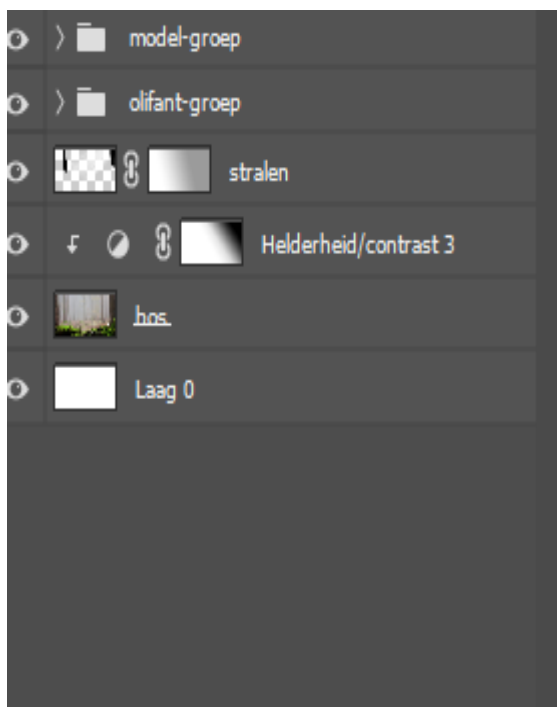 model-groep
olifant-groep
stralen
Helderheid/contrast 3
bos
Laag 0